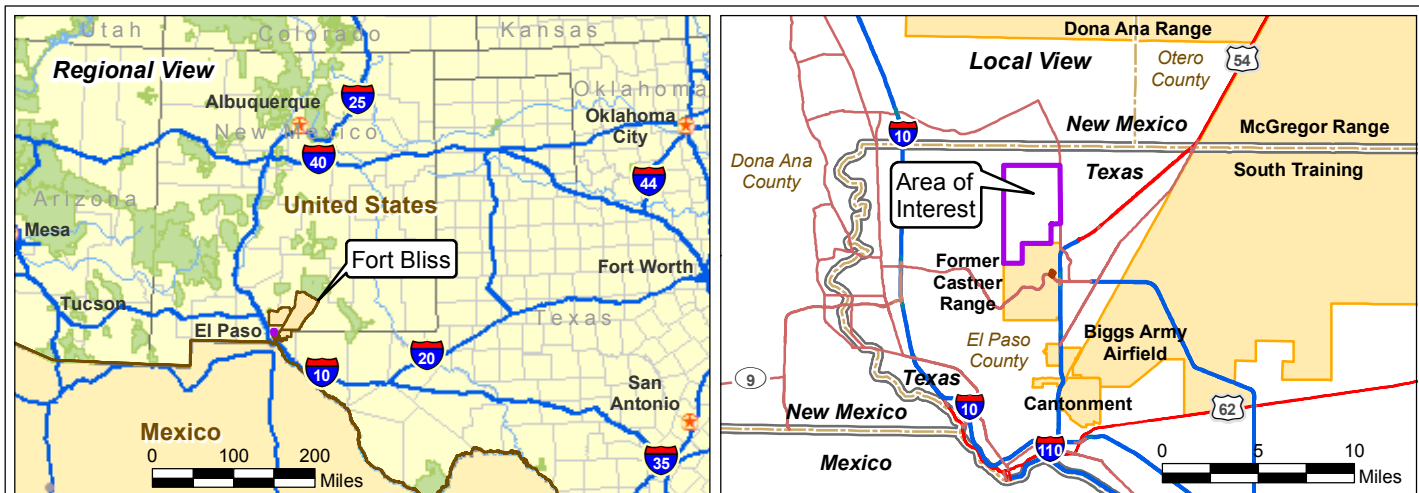 Utah
Colorado
Kansas
Regional View
Albuquerque
25
Oklahoma
Oklahoma
City
New Mexico
40
44
Arizona
United States
Mesa
Fort Bliss
Fort Worth
Tucson
El Paso
Texas
20
10
San
Antonio
Mexico
0 100 200
Miles
35
Dona Ana Range
Otero
County
54
Local View
10
New Mexico
McGregor Range
Dona Ana
County
Area of
Interest
Texas
South Training
Former
Castner
Range
El Paso
County
Biggs Army
Airfield
9
Texas
New Mexico
10
Cantonment
62
Mexico
110
0 5 10
Miles